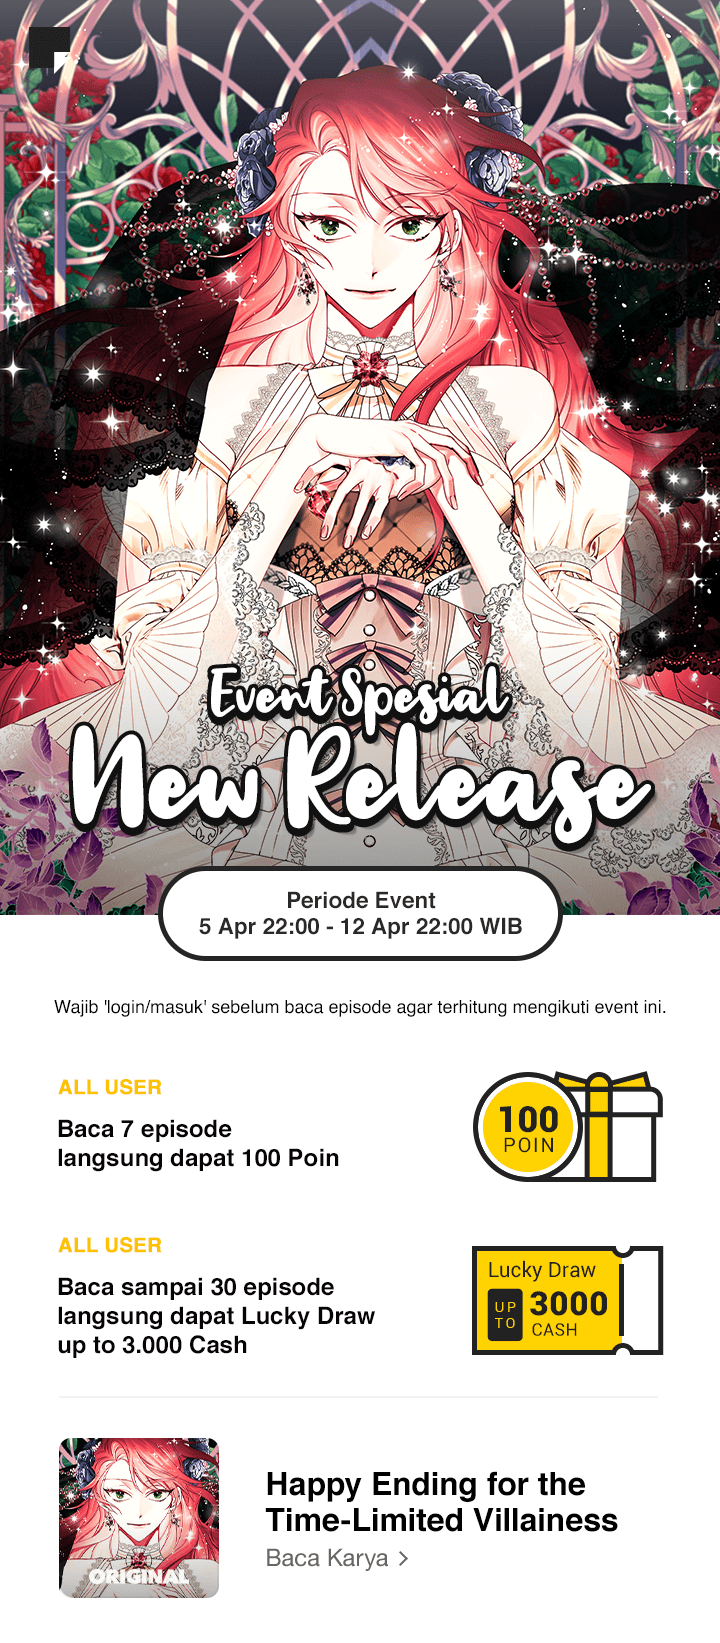 Event Spesial
New Release
Periode Event
5 Apr 22:00 - 12 Apr 22:00 WIB
Wajib 'login/masuk' sebelum baca episode agar terhitung mengikuti event ini.
ALL USER
Baca 7 episode
langsung dapat 100 Poin
100
POIN
ALL USER
Baca sampai 30 episode
langsung dapat Lucky Draw
up to 3.000 Cash
Lucky Draw
UP TO 3000
CASH
ORIGINAL
Happy Ending for the
Time-Limited Villainess
Baca Karya >